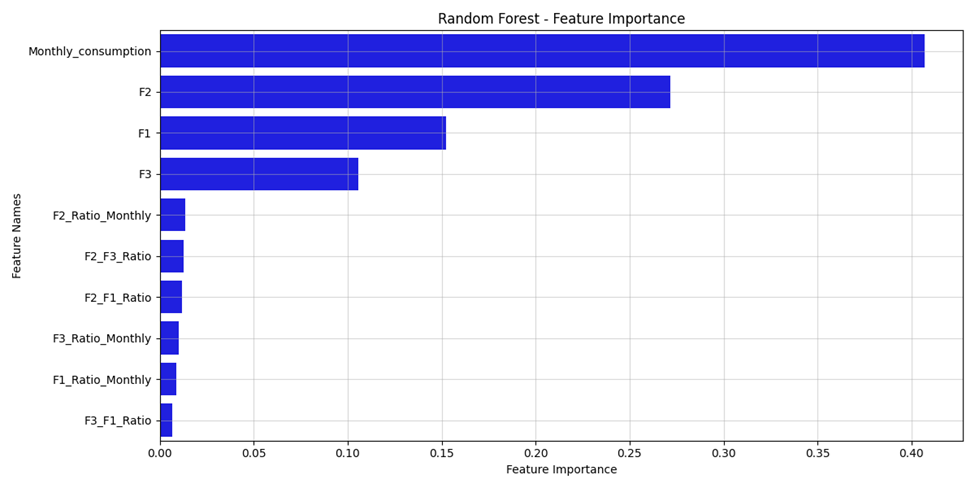 Random Forest - Feature Importance
Feature Names
Monthly_consumption
F2
F1
F3
F2_Ratio_Monthly
F2_F3_Ratio
F2_F1_Ratio
F3_Ratio_Monthly
F1_Ratio_Monthly
F3_F1_Ratio
0.00 0.05 0.10 0.15 0.20 0.25 0.30 0.35 0.40
Feature Importance